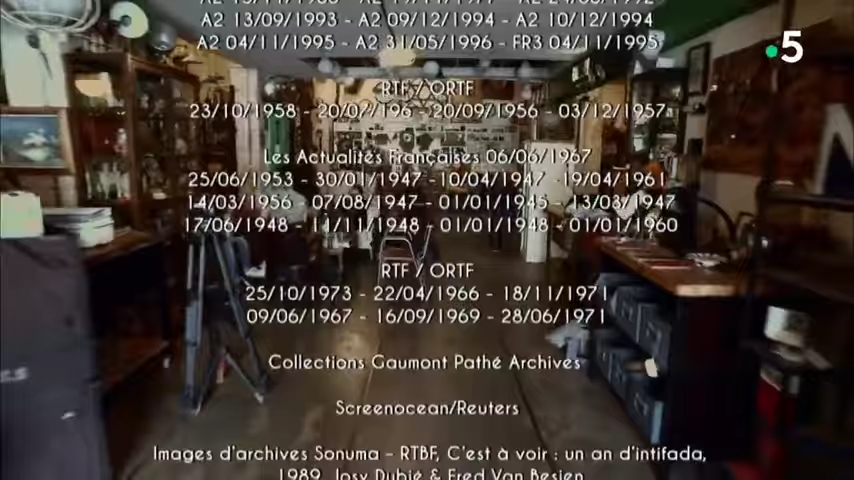 A2 13/09/1993 - A2 09/12/1994 - A2 10/12/1994
5
A2 04/11/1995 - A2 31/05/1996 - FR3 04/11/1995
RTF / ORTF
23/10/1958 - 20/07/196 - 20/09/1956 - 03/12/1957
Les Actualités Françaises 06/06/1967
25/06/1953 - 30/01/1947 - 10/04/1947 - 19/04/1961
14/03/1956 - 07/08/1947 - 01/01/1945 - 13/03/1947
17/06/1948 - 11/11/1948 - 01/01/1948 - 01/01/1960
RTF / ORTF
25/10/1973 - 22/04/1966 - 18/11/1971
09/06/1967 - 16/09/1969 - 28/06/1971
Collections Gaumont Pathé Archives
Screenocean/Reuters
Images d'archives Sonuma - RTBF, C'est à voir : un an d'intifada,
1989, Josy Dubié & Fred Van Besien